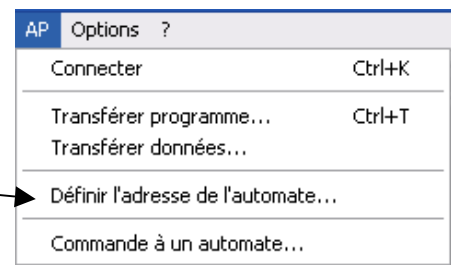 AP Options ?
Connecter Ctrl+K
Transférer programme... Ctrl+T
Transférer données...
Définir l'adresse de l'automate...
Commande à un automate...